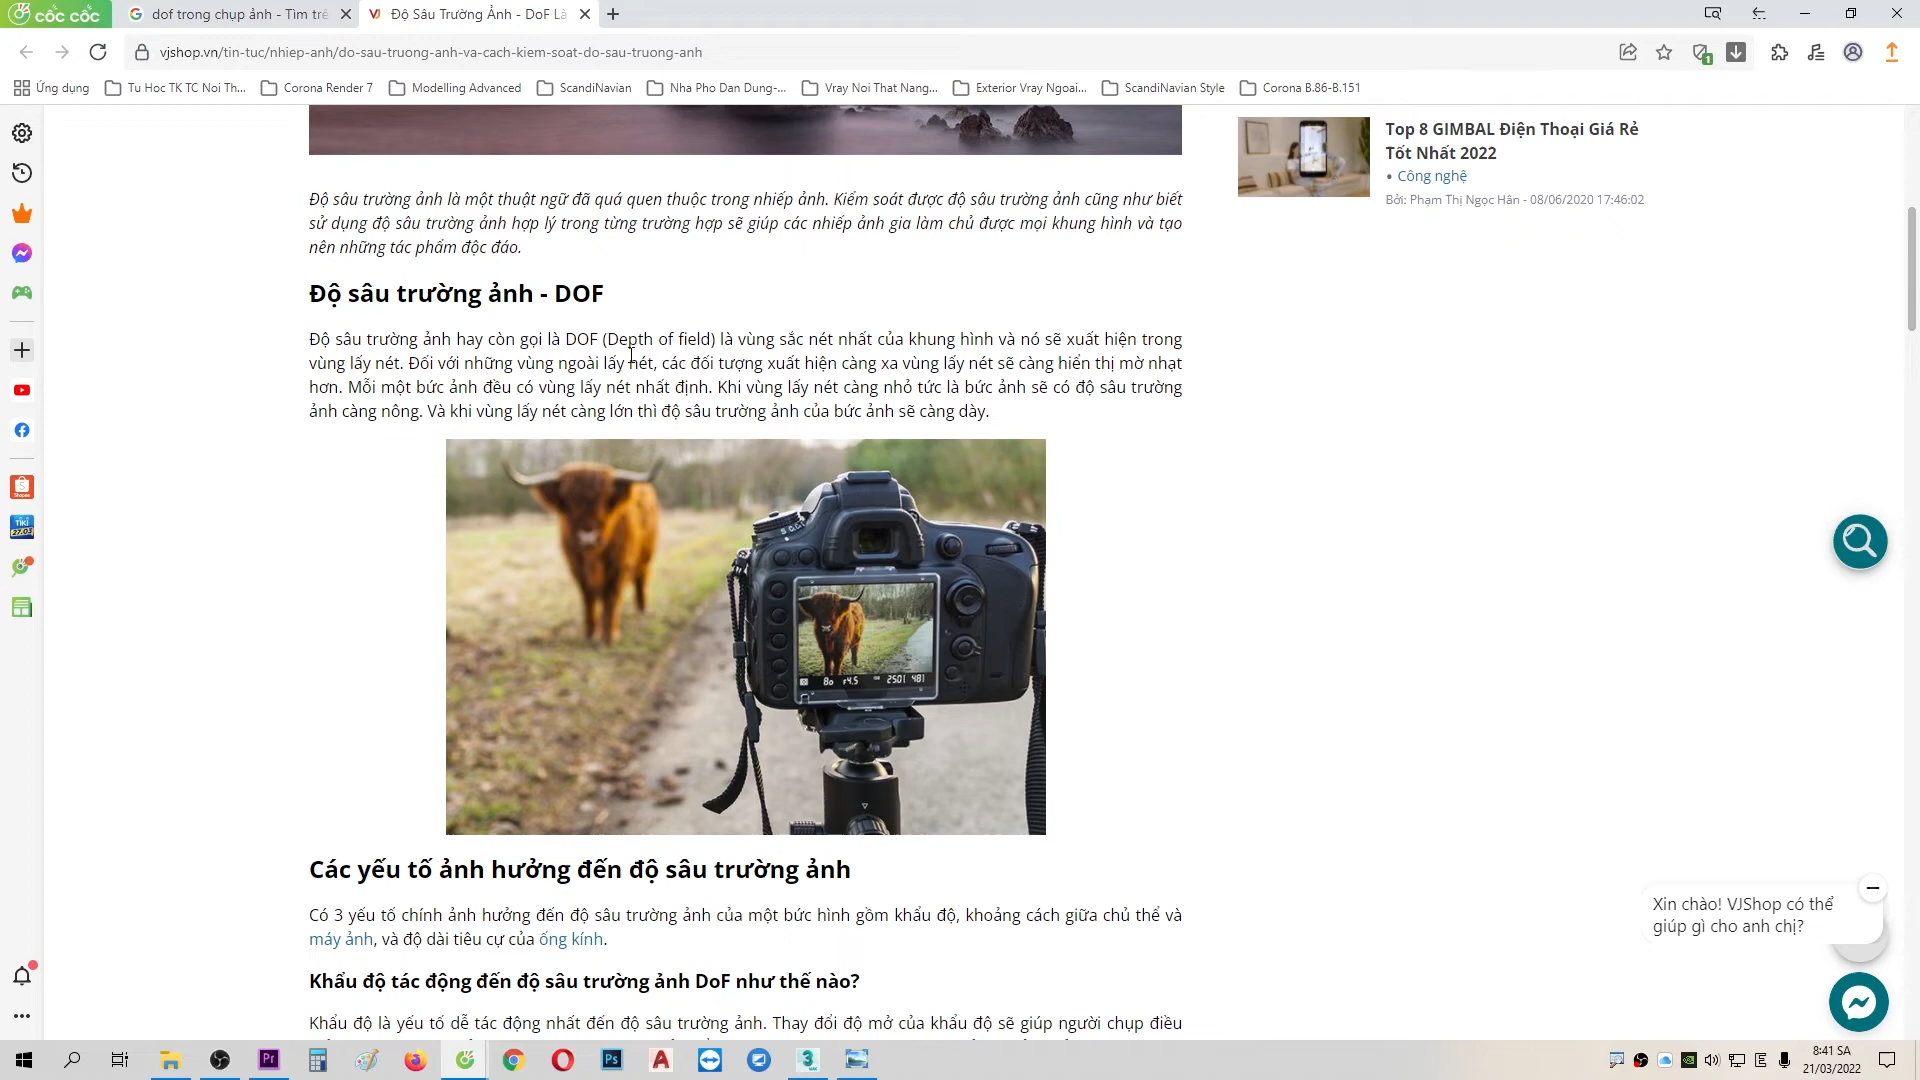 cốc cốc
dof trong chụp ảnh - Tìm trê
Độ Sâu Trường Ảnh - DoF Là
vjshop.vn/tin-tuc/nhiep-anh/do-sau-truong-anh-va-cach-kiem-soat-do-sau-truong-anh
1
Ứng dụng
Tu Hoc TK TC Noi Th...
Corona Render 7
Modelling Advanced
ScandiNavian
Nha Pho Dan Dung-...
Vray Noi That Nang...
Exterior Vray Ngoai...
ScandiNavian Style
Corona B.86-B.151
Top 8 GIMBAL Điện Thoại Giá Rẻ
Tốt Nhất 2022
• Công nghệ
Bởi: Phạm Thị Ngọc Hân - 08/06/2020 17:46:02
Độ sâu trường ảnh là một thuật ngữ đã quá quen thuộc trong nhiếp ảnh. Kiểm soát được độ sâu trường ảnh cũng như biết
sử dụng độ sâu trường ảnh hợp lý trong từng trường hợp sẽ giúp các nhiếp ảnh gia làm chủ được mọi khung hình và tạo
nên những tác phẩm độc đáo.
Độ sâu trường ảnh - DOF
Độ sâu trường ảnh hay còn gọi là DOF (Depth of field) là vùng sắc nét nhất của khung hình và nó sẽ xuất hiện trong
vùng lấy nét. Đối với những vùng ngoài lấy nét, các đối tượng xuất hiện càng xa vùng lấy nét sẽ càng hiển thị mờ nhạt
hơn. Mỗi một bức ảnh đều có vùng lấy nét nhất định. Khi vùng lấy nét càng nhỏ tức là bức ảnh sẽ có độ sâu trường
ảnh càng nông. Và khi vùng lấy nét càng lớn thì độ sâu trường ảnh của bức ảnh sẽ càng dày.
80 F4.5 2501 481
Các yếu tố ảnh hưởng đến độ sâu trường ảnh
Có 3 yếu tố chính ảnh hưởng đến độ sâu trường ảnh của một bức hình gồm khẩu độ, khoảng cách giữa chủ thể và
máy ảnh, và độ dài tiêu cự của ống kính.
Khẩu độ tác động đến độ sâu trường ảnh DoF như thế nào?
Khẩu độ là yếu tố dễ tác động nhất đến độ sâu trường ảnh. Thay đổi độ mở của khẩu độ sẽ giúp người chụp điều
Xin chào! VJShop có thể
giúp gì cho anh chị?
Pr
Ps
A
3
E
8:41 SA
21/03/2022